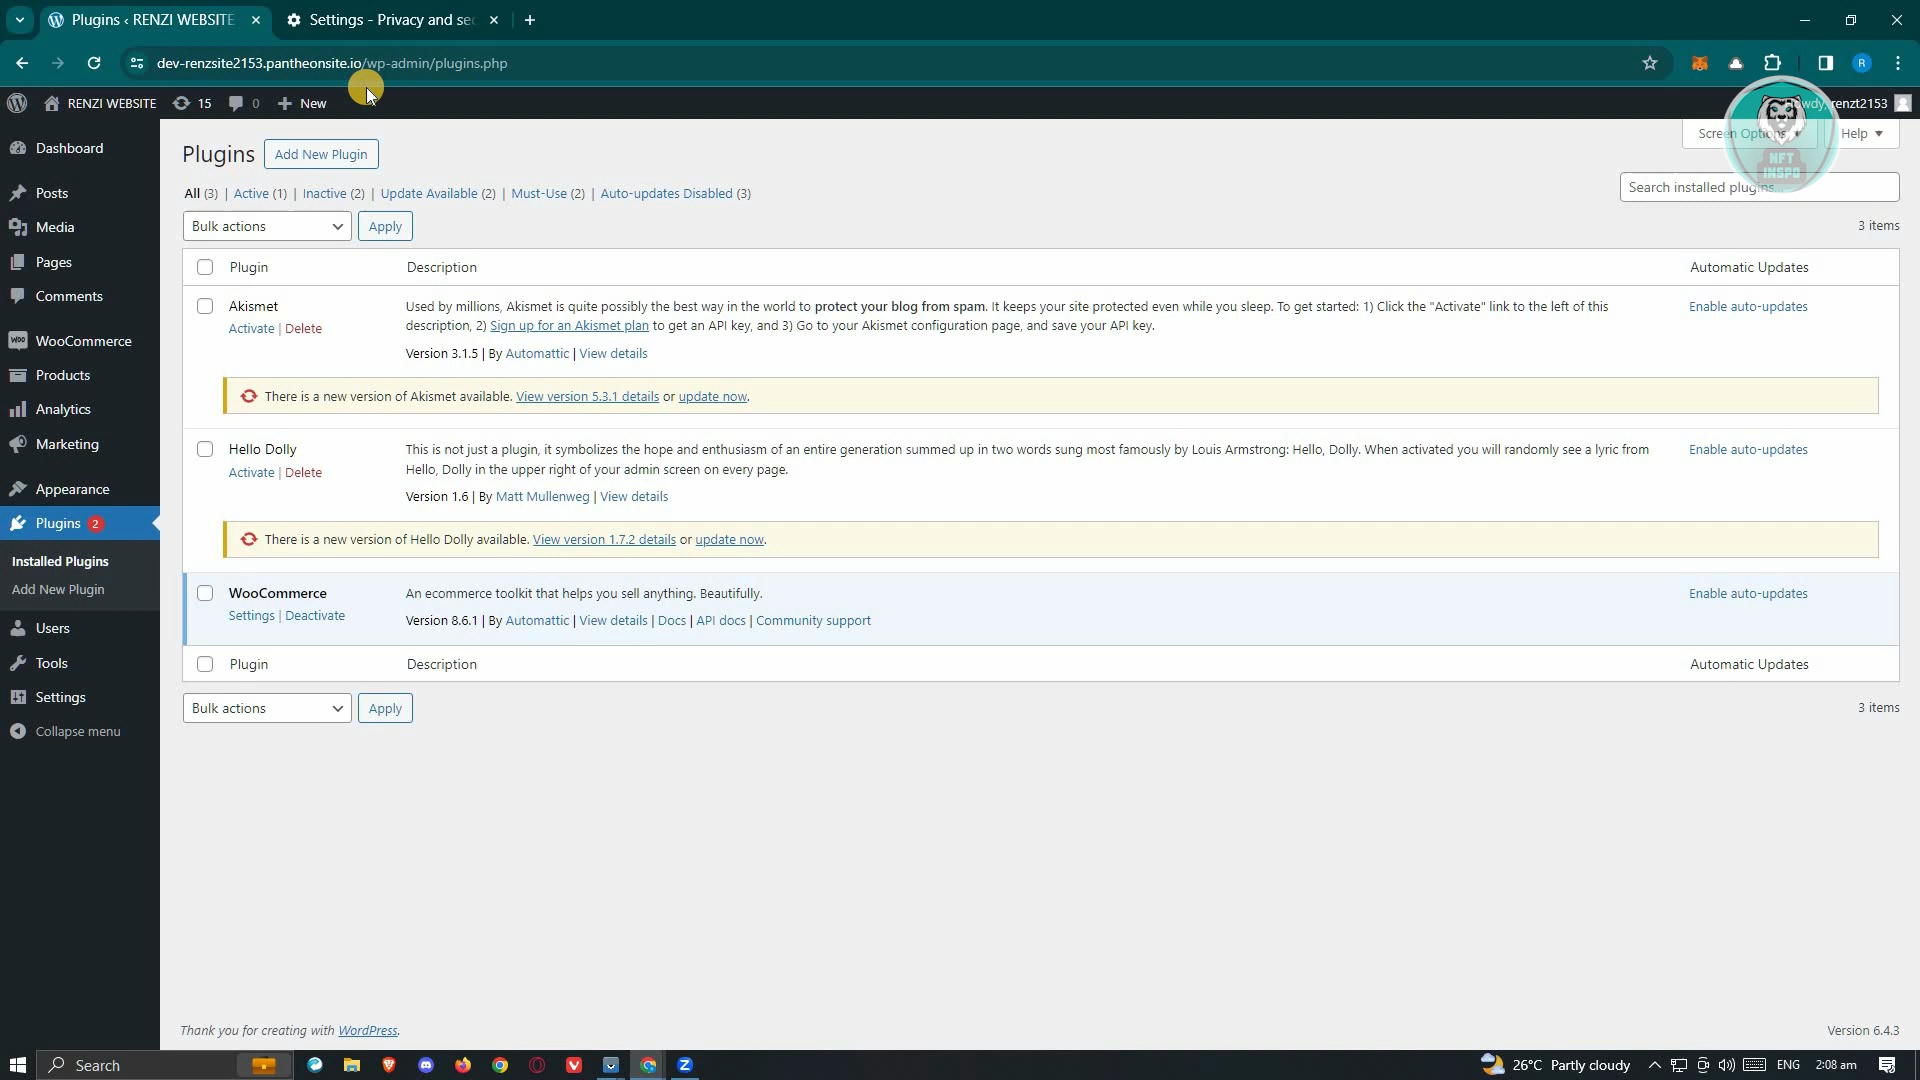 Plugins ‹ RENZI WEBSITE
Settings - Privacy and sec
dev-renzsite2153.pantheonsite.io/wp-admin/plugins.php
R
RENZI WEBSITE
15
0
New
Howdy, renzt2153
Screen Options
Help
NFT
INSPO
Dashboard
Posts
Media
Pages
Comments
WooCommerce
Products
Analytics
Marketing
Appearance
Plugins 2
Installed Plugins
Add New Plugin
Users
Tools
Settings
Collapse menu
Plugins
Add New Plugin
All (3) | Active (1) | Inactive (2) | Update Available (2) | Must-Use (2) | Auto-updates Disabled (3)
Search installed plugins...
Bulk actions
Apply
3 items
Plugin
Description
Automatic Updates
Akismet
Activate | Delete
Used by millions, Akismet is quite possibly the best way in the world to protect your blog from spam. It keeps your site protected even while you sleep. To get started: 1) Click the "Activate" link to the left of this
description, 2) Sign up for an Akismet plan to get an API key, and 3) Go to your Akismet configuration page, and save your API key.
Version 3.1.5 | By Automattic | View details
Enable auto-updates
There is a new version of Akismet available. View version 5.3.1 details or update now.
Hello Dolly
Activate | Delete
This is not just a plugin, it symbolizes the hope and enthusiasm of an entire generation summed up in two words sung most famously by Louis Armstrong: Hello, Dolly. When activated you will randomly see a lyric from
Hello, Dolly in the upper right of your admin screen on every page.
Version 1.6 | By Matt Mullenweg | View details
Enable auto-updates
There is a new version of Hello Dolly available. View version 1.7.2 details or update now.
WooCommerce
Settings | Deactivate
An ecommerce toolkit that helps you sell anything. Beautifully.
Version 8.6.1 | By Automattic | View details | Docs | API docs | Community support
Enable auto-updates
Plugin
Description
Automatic Updates
Bulk actions
Apply
3 items
Thank you for creating with WordPress.
Version 6.4.3
Search
26°C Partly cloudy
ENG
2:08 am